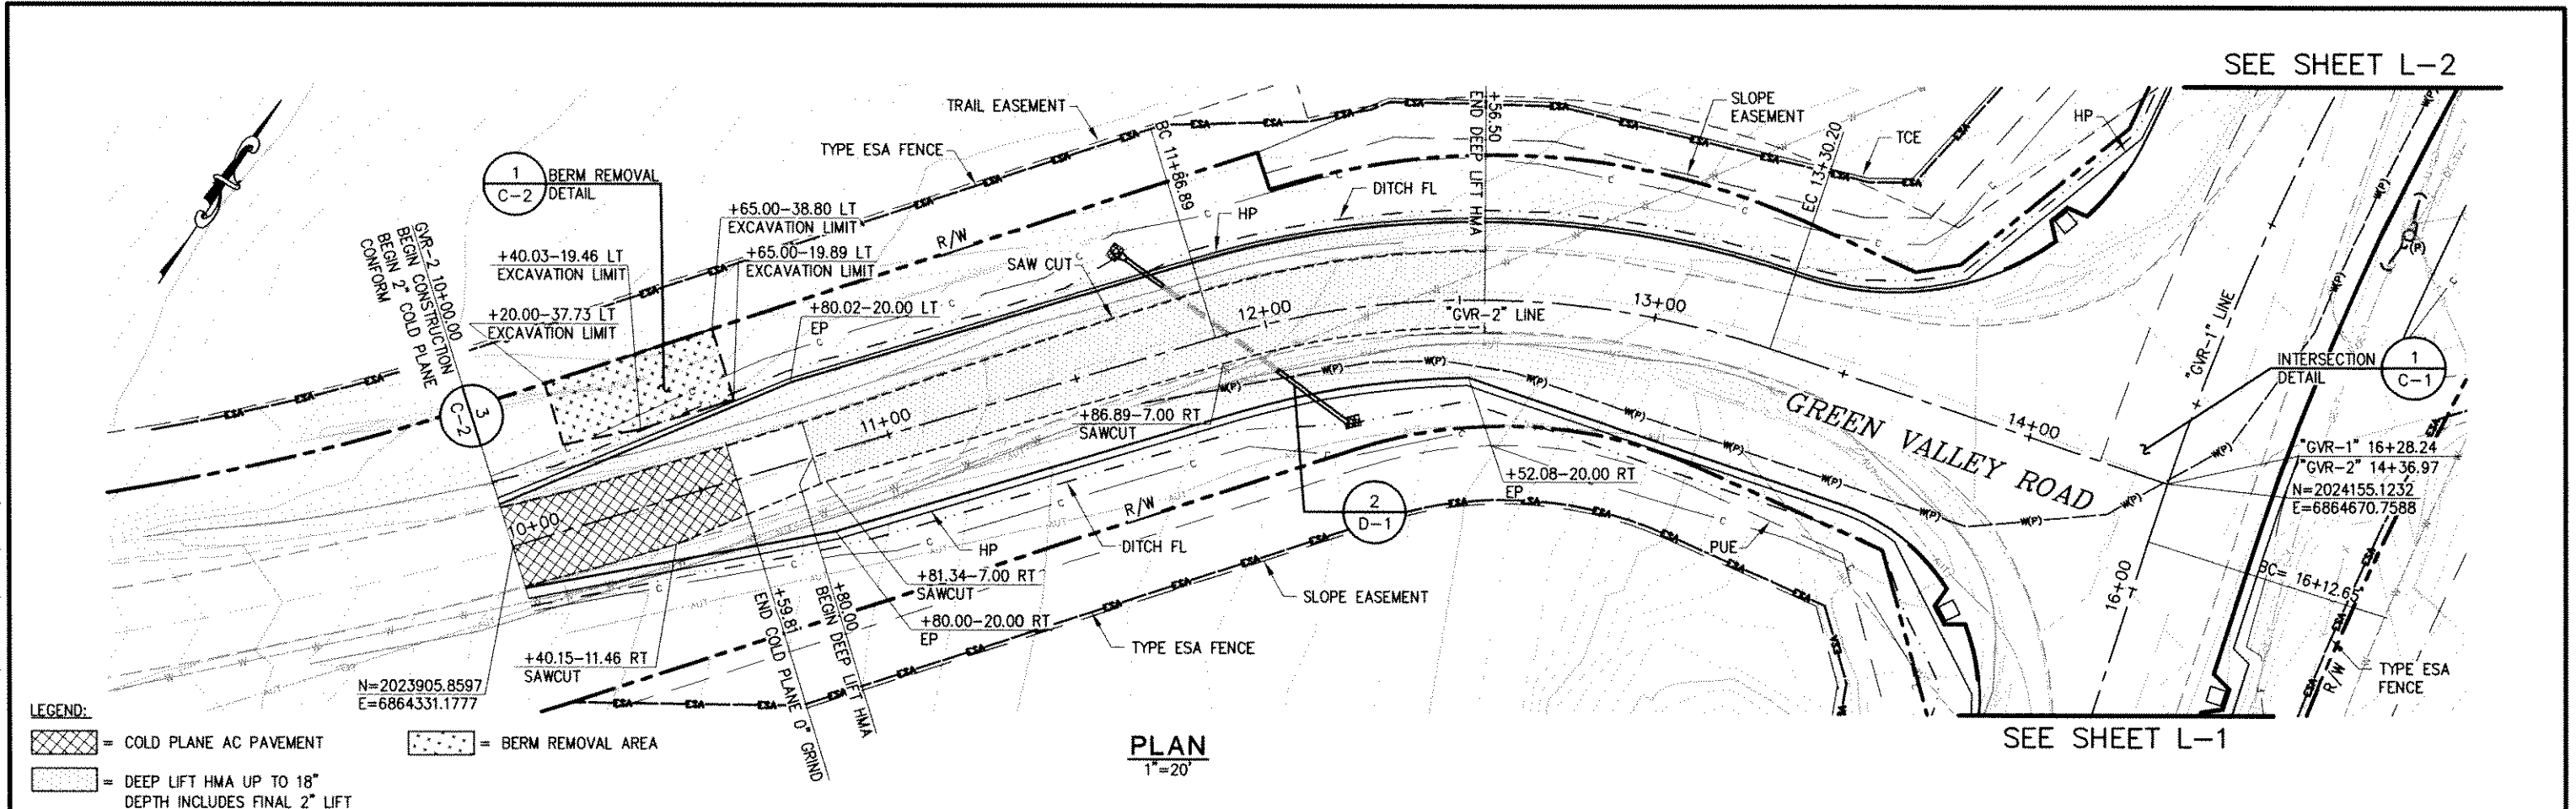 SEE SHEET L-2
TRAIL EASEMENT
TYPE ESA FENCE
1
C-2
BERM REMOVAL
DETAIL
+65.00-38.80 LT
EXCAVATION LIMIT
+40.03-19.46 LT
EXCAVATION LIMIT
+65.00-19.89 LT
EXCAVATION LIMIT
+20.00-37.73 LT
EXCAVATION LIMIT
GVR-2 10+00.00
BEGIN CONSTRUCTION
BEGIN 2" COLD PLANE
CONFORM
3
C-2
R/W
BC 11+86.89
SAW CUT
HP
DITCH FL
+80.02-20.00 LT
EP
+56.50
END DEEP LIFT HMA
SLOPE
EASEMENT
TCE
EC 13+30.20
HP
10+00
11+00
12+00
"GVR-2" LINE
13+00
14+00
GREEN VALLEY ROAD
"GVR-1" LINE
INTERSECTION
DETAIL
1
C-1
"GVR-1" 16+28.24
"GVR-2" 14+36.97
N=2024155.1232
E=6864670.7588
16+00
BC= 16+12.65
TYPE ESA
FENCE
R/W
+86.89-7.00 RT
SAWCUT
+52.08-20.00 RT
EP
2
D-1
R/W
PUE
HP
DITCH FL
+81.34-7.00 RT
SAWCUT
+80.00-20.00 RT
EP
SLOPE EASEMENT
TYPE ESA FENCE
+80.00
BEGIN DEEP LIFT HMA
+59.81
END COLD PLANE 0" GRIND
+40.15-11.46 RT
SAWCUT
N=2023905.8597
E=6864331.1777
SEE SHEET L-1
LEGEND:
= COLD PLANE AC PAVEMENT
= BERM REMOVAL AREA
= DEEP LIFT HMA UP TO 18"
DEPTH INCLUDES FINAL 2" LIFT
PLAN
1"=20'